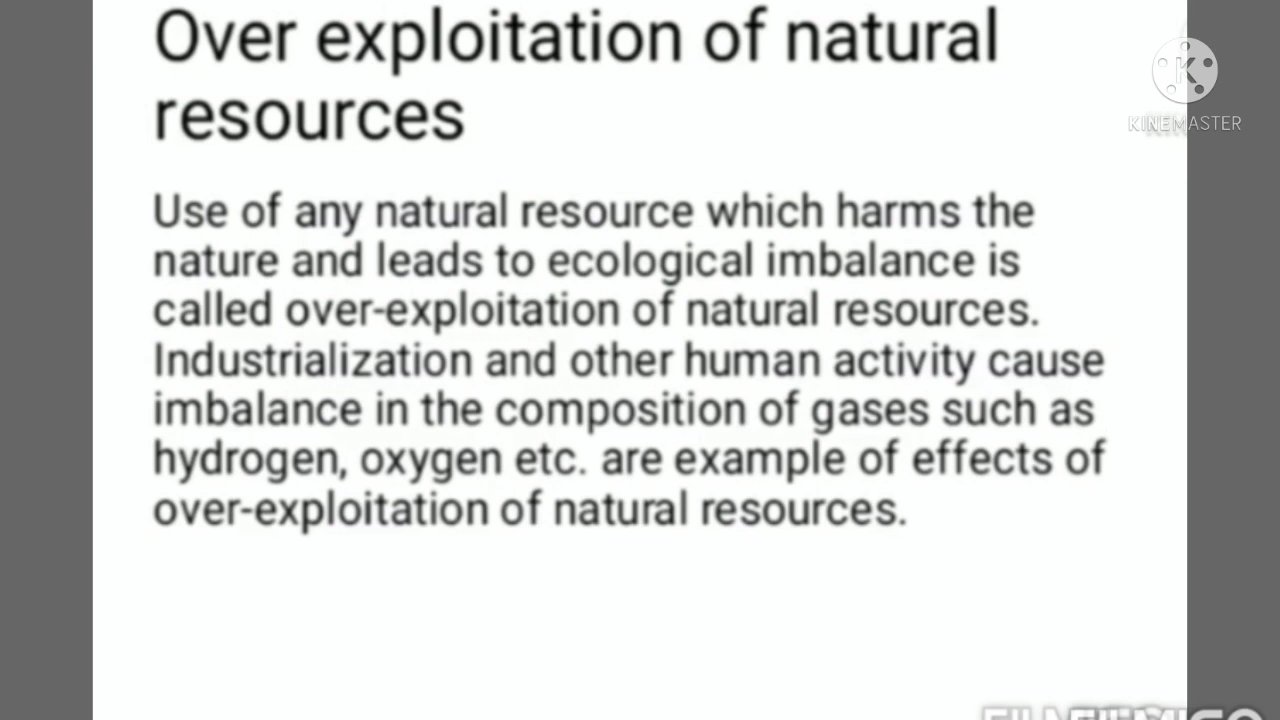 Over exploitation of natural
resources
KINEMASTER
Use of any natural resource which harms the
nature and leads to ecological imbalance is
called over-exploitation of natural resources.
Industrialization and other human activity cause
imbalance in the composition of gases such as
hydrogen, oxygen etc. are example of effects of
over-exploitation of natural resources.